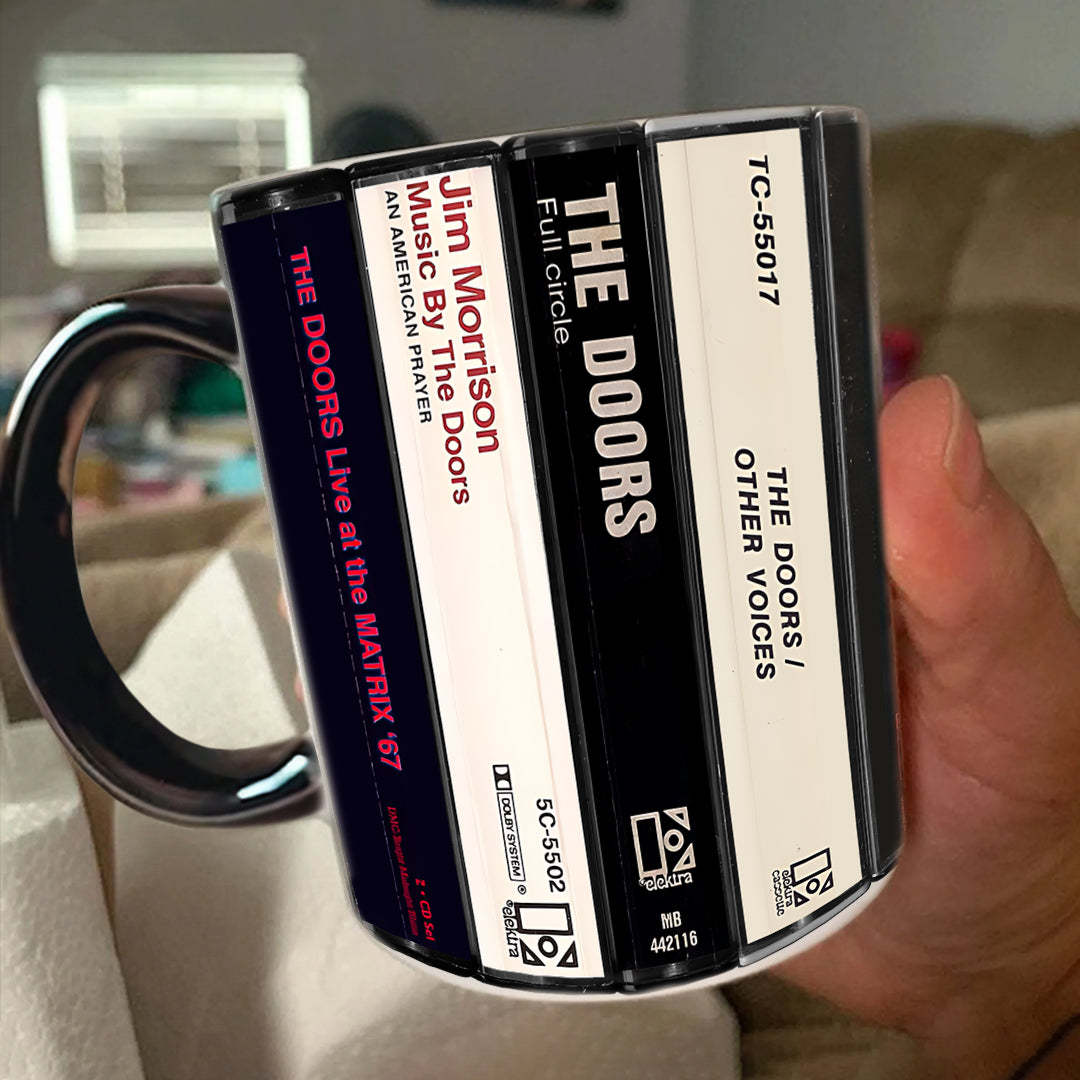 THE DOORS Live at the MATRIX '67
2 • CD Set
Jim Morrison
Music By The Doors
AN AMERICAN PRAYER
DOLBY SYSTEM ®
5C-5502
elektra
THE DOORS
Full circle
elektra
MB
442116
TC-55017
THE DOORS /
OTHER VOICES
elektra
cassette